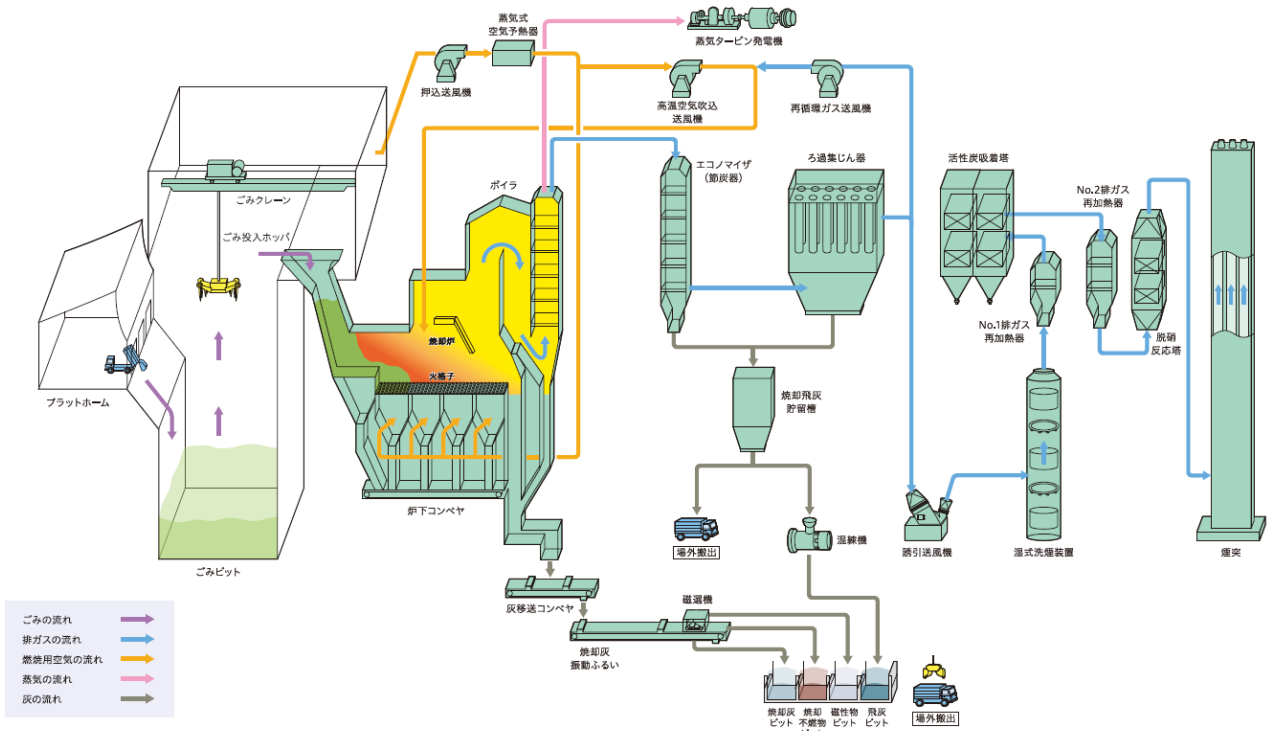 蒸気式
空気予熱器
押込送風機
蒸気タービン発電機
高温空気吹込
送風機
再循環ガス送風機
ごみクレーン
ごみ投入ホッパ
ボイラ
エコノマイザ
(節炭器)
ろ過集じん器
活性炭吸着塔
No.2排ガス
再加熱器
No.1排ガス
再加熱器
脱硝
反応塔
焼却炉
火格子
プラットホーム
ごみピット
炉下コンベヤ
焼却飛灰
貯留槽
場外搬出
混練機
誘引送風機
湿式洗煙装置
煙突
灰移送コンベヤ
磁選機
焼却灰
振動ふるい
焼却灰
ピット
焼却
不燃物
磁性物
ピット
飛灰
ピット
場外搬出
ごみの流れ
排ガスの流れ
燃焼用空気の流れ
蒸気の流れ
灰の流れ